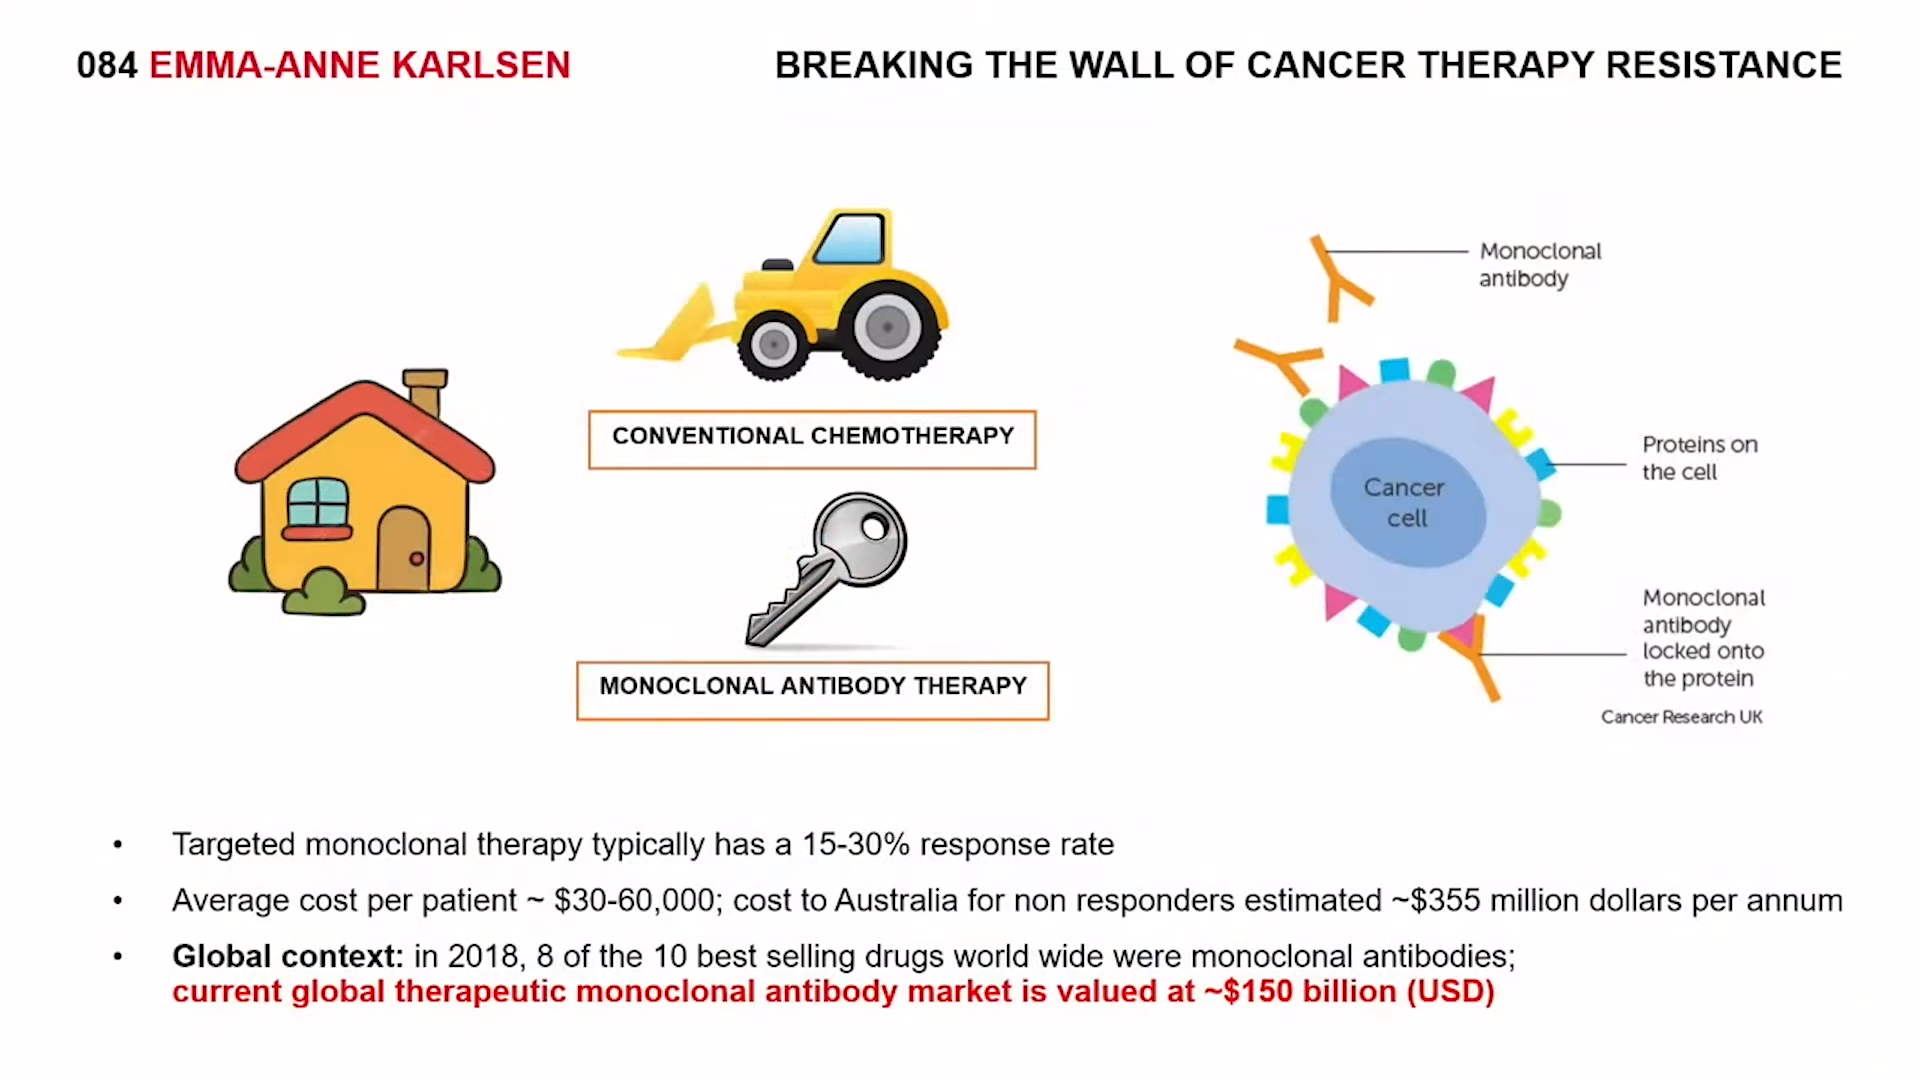 084 EMMA-ANNE KARLSEN
BREAKING THE WALL OF CANCER THERAPY RESISTANCE
CONVENTIONAL CHEMOTHERAPY
MONOCLONAL ANTIBODY THERAPY
Monoclonal
antibody
Proteins on
the cell
Cancer
cell
Monoclonal
antibody
locked onto
the protein
Cancer Research UK
• Targeted monoclonal therapy typically has a 15-30% response rate
• Average cost per patient ~ $30-60,000; cost to Australia for non responders estimated ~$355 million dollars per annum
• Global context: in 2018, 8 of the 10 best selling drugs world wide were monoclonal antibodies;
current global therapeutic monoclonal antibody market is valued at ~$150 billion (USD)